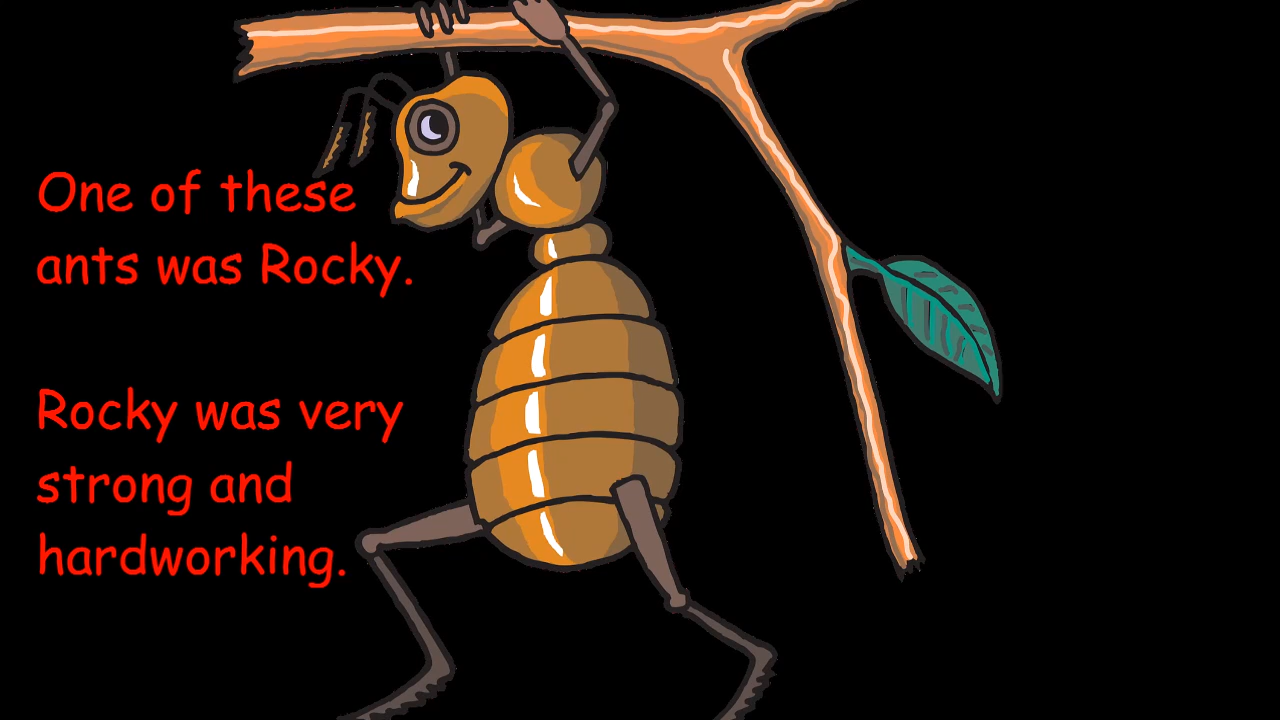 One of these
ants was Rocky.
Rocky was very
strong and
hardworking.